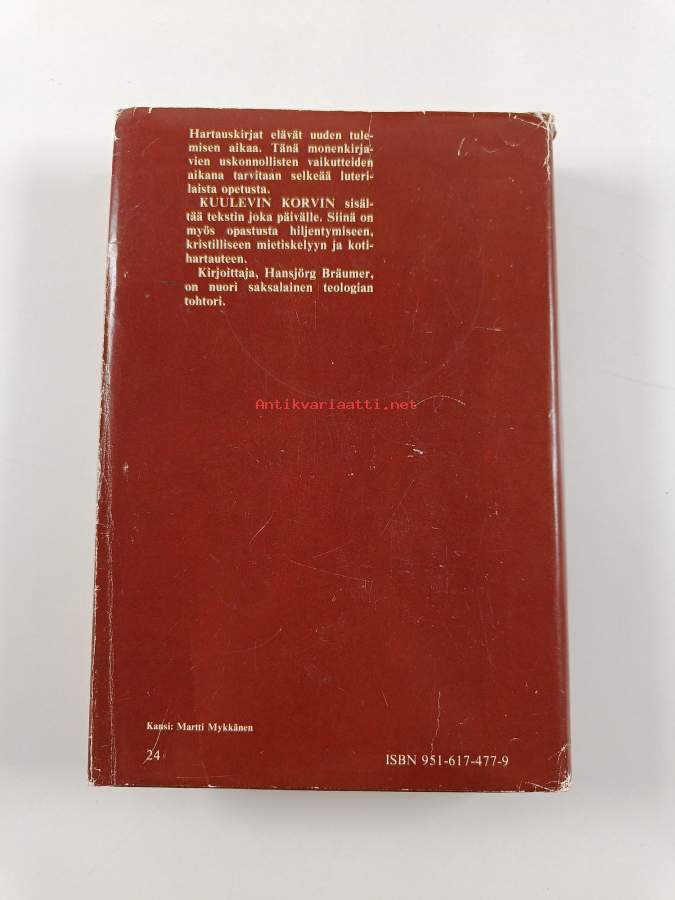 Hartauskirjat elävät uuden tule-
misen aikaa. Tänä monenkirja-
vien uskonnollisten vaikutteiden
aikana tarvitaan selkeää luteri-
laista opetusta.
KUULEVIN KORVIN sisäl-
tää tekstin joka päivälle. Siinä on
myös opastusta hiljentymiseen,
kristilliseen mietiskelyyn ja koti-
hartauteen.
Kirjoittaja, Hansjörg Bräumer,
on nuori saksalainen teologian
tohtori.
Antikvariaatti.net
Kansi: Martti Mykkänen
24
ISBN 951-617-477-9